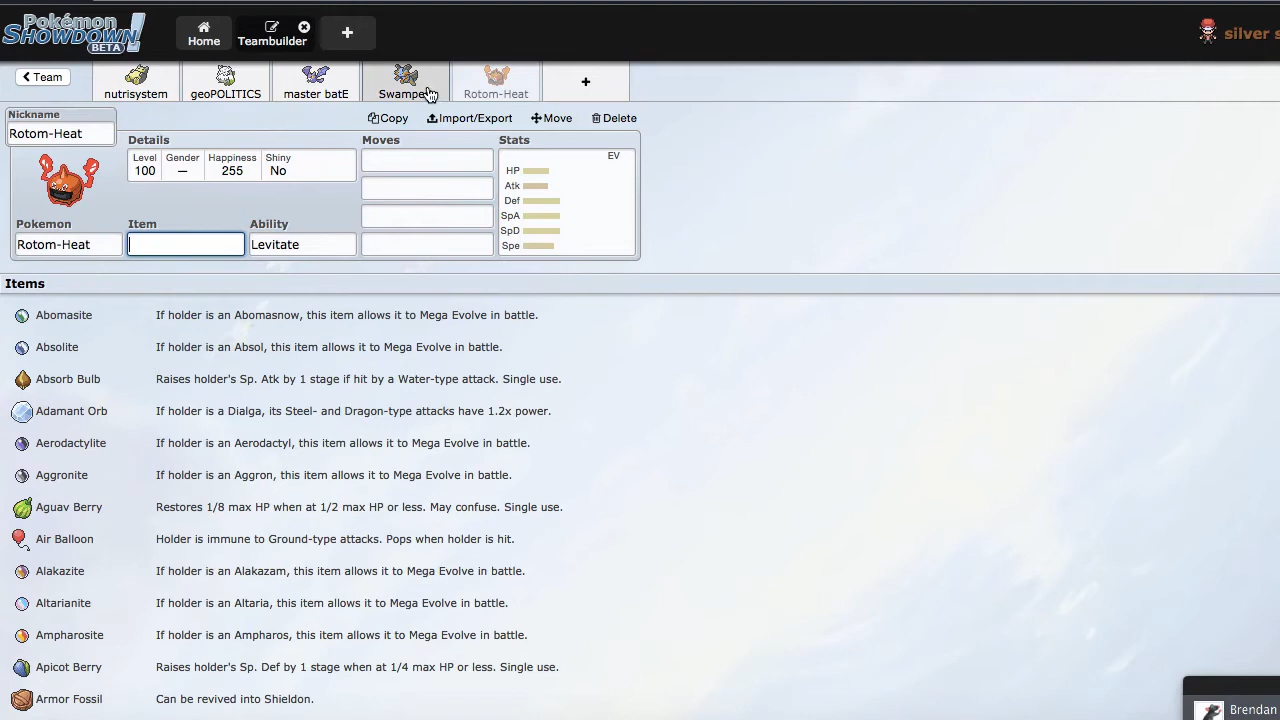 Pokémon
SHOWDOWN!
BETA
Home
Teambuilder
+
silver s
Team
nutrisystem
geoPOLITICS
master batE
Swampe
Rotom-Heat
+
Nickname
Rotom-Heat
Copy
Import/Export
Move
Delete
Details
Moves
Stats
Level
Gender
Happiness
Shiny
EV
100
—
255
No
HP
Atk
Def
SpA
SpD
Spe
Pokemon
Item
Ability
Rotom-Heat
Levitate
Items
Abomasite If holder is an Abomasnow, this item allows it to Mega Evolve in battle.
Absolite If holder is an Absol, this item allows it to Mega Evolve in battle.
Absorb Bulb Raises holder's Sp. Atk by 1 stage if hit by a Water-type attack. Single use.
Adamant Orb If holder is a Dialga, its Steel- and Dragon-type attacks have 1.2x power.
Aerodactylite If holder is an Aerodactyl, this item allows it to Mega Evolve in battle.
Aggronite If holder is an Aggron, this item allows it to Mega Evolve in battle.
Aguav Berry Restores 1/8 max HP when at 1/2 max HP or less. May confuse. Single use.
Air Balloon Holder is immune to Ground-type attacks. Pops when holder is hit.
Alakazite If holder is an Alakazam, this item allows it to Mega Evolve in battle.
Altarianite If holder is an Altaria, this item allows it to Mega Evolve in battle.
Ampharosite If holder is an Ampharos, this item allows it to Mega Evolve in battle.
Apicot Berry Raises holder's Sp. Def by 1 stage when at 1/4 max HP or less. Single use.
Armor Fossil Can be revived into Shieldon.
Brendan